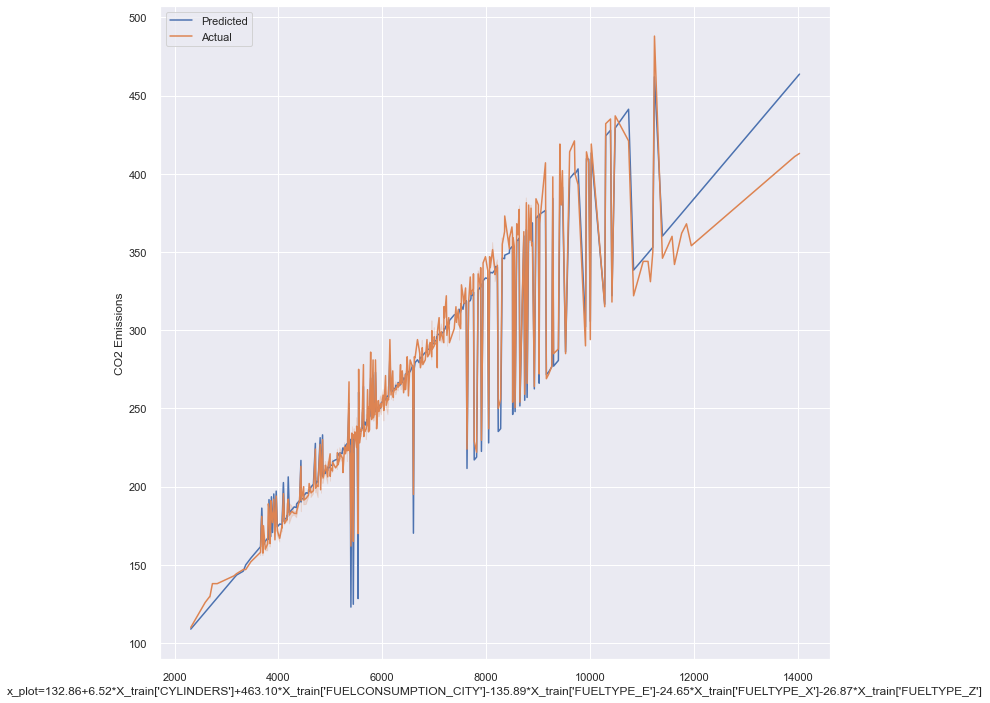 Predicted
Actual
500
450
400
350
300
250
200
150
100
CO2 Emissions
2000 4000 6000 8000 10000 12000 14000
x_plot=132.86+6.52*X_train['CYLINDERS']+463.10*X_train['FUELCONSUMPTION_CITY']-135.89*X_train['FUELTYPE_E']-24.65*X_train['FUELTYPE_X']-26.87*X_train['FUELTYPE_Z']